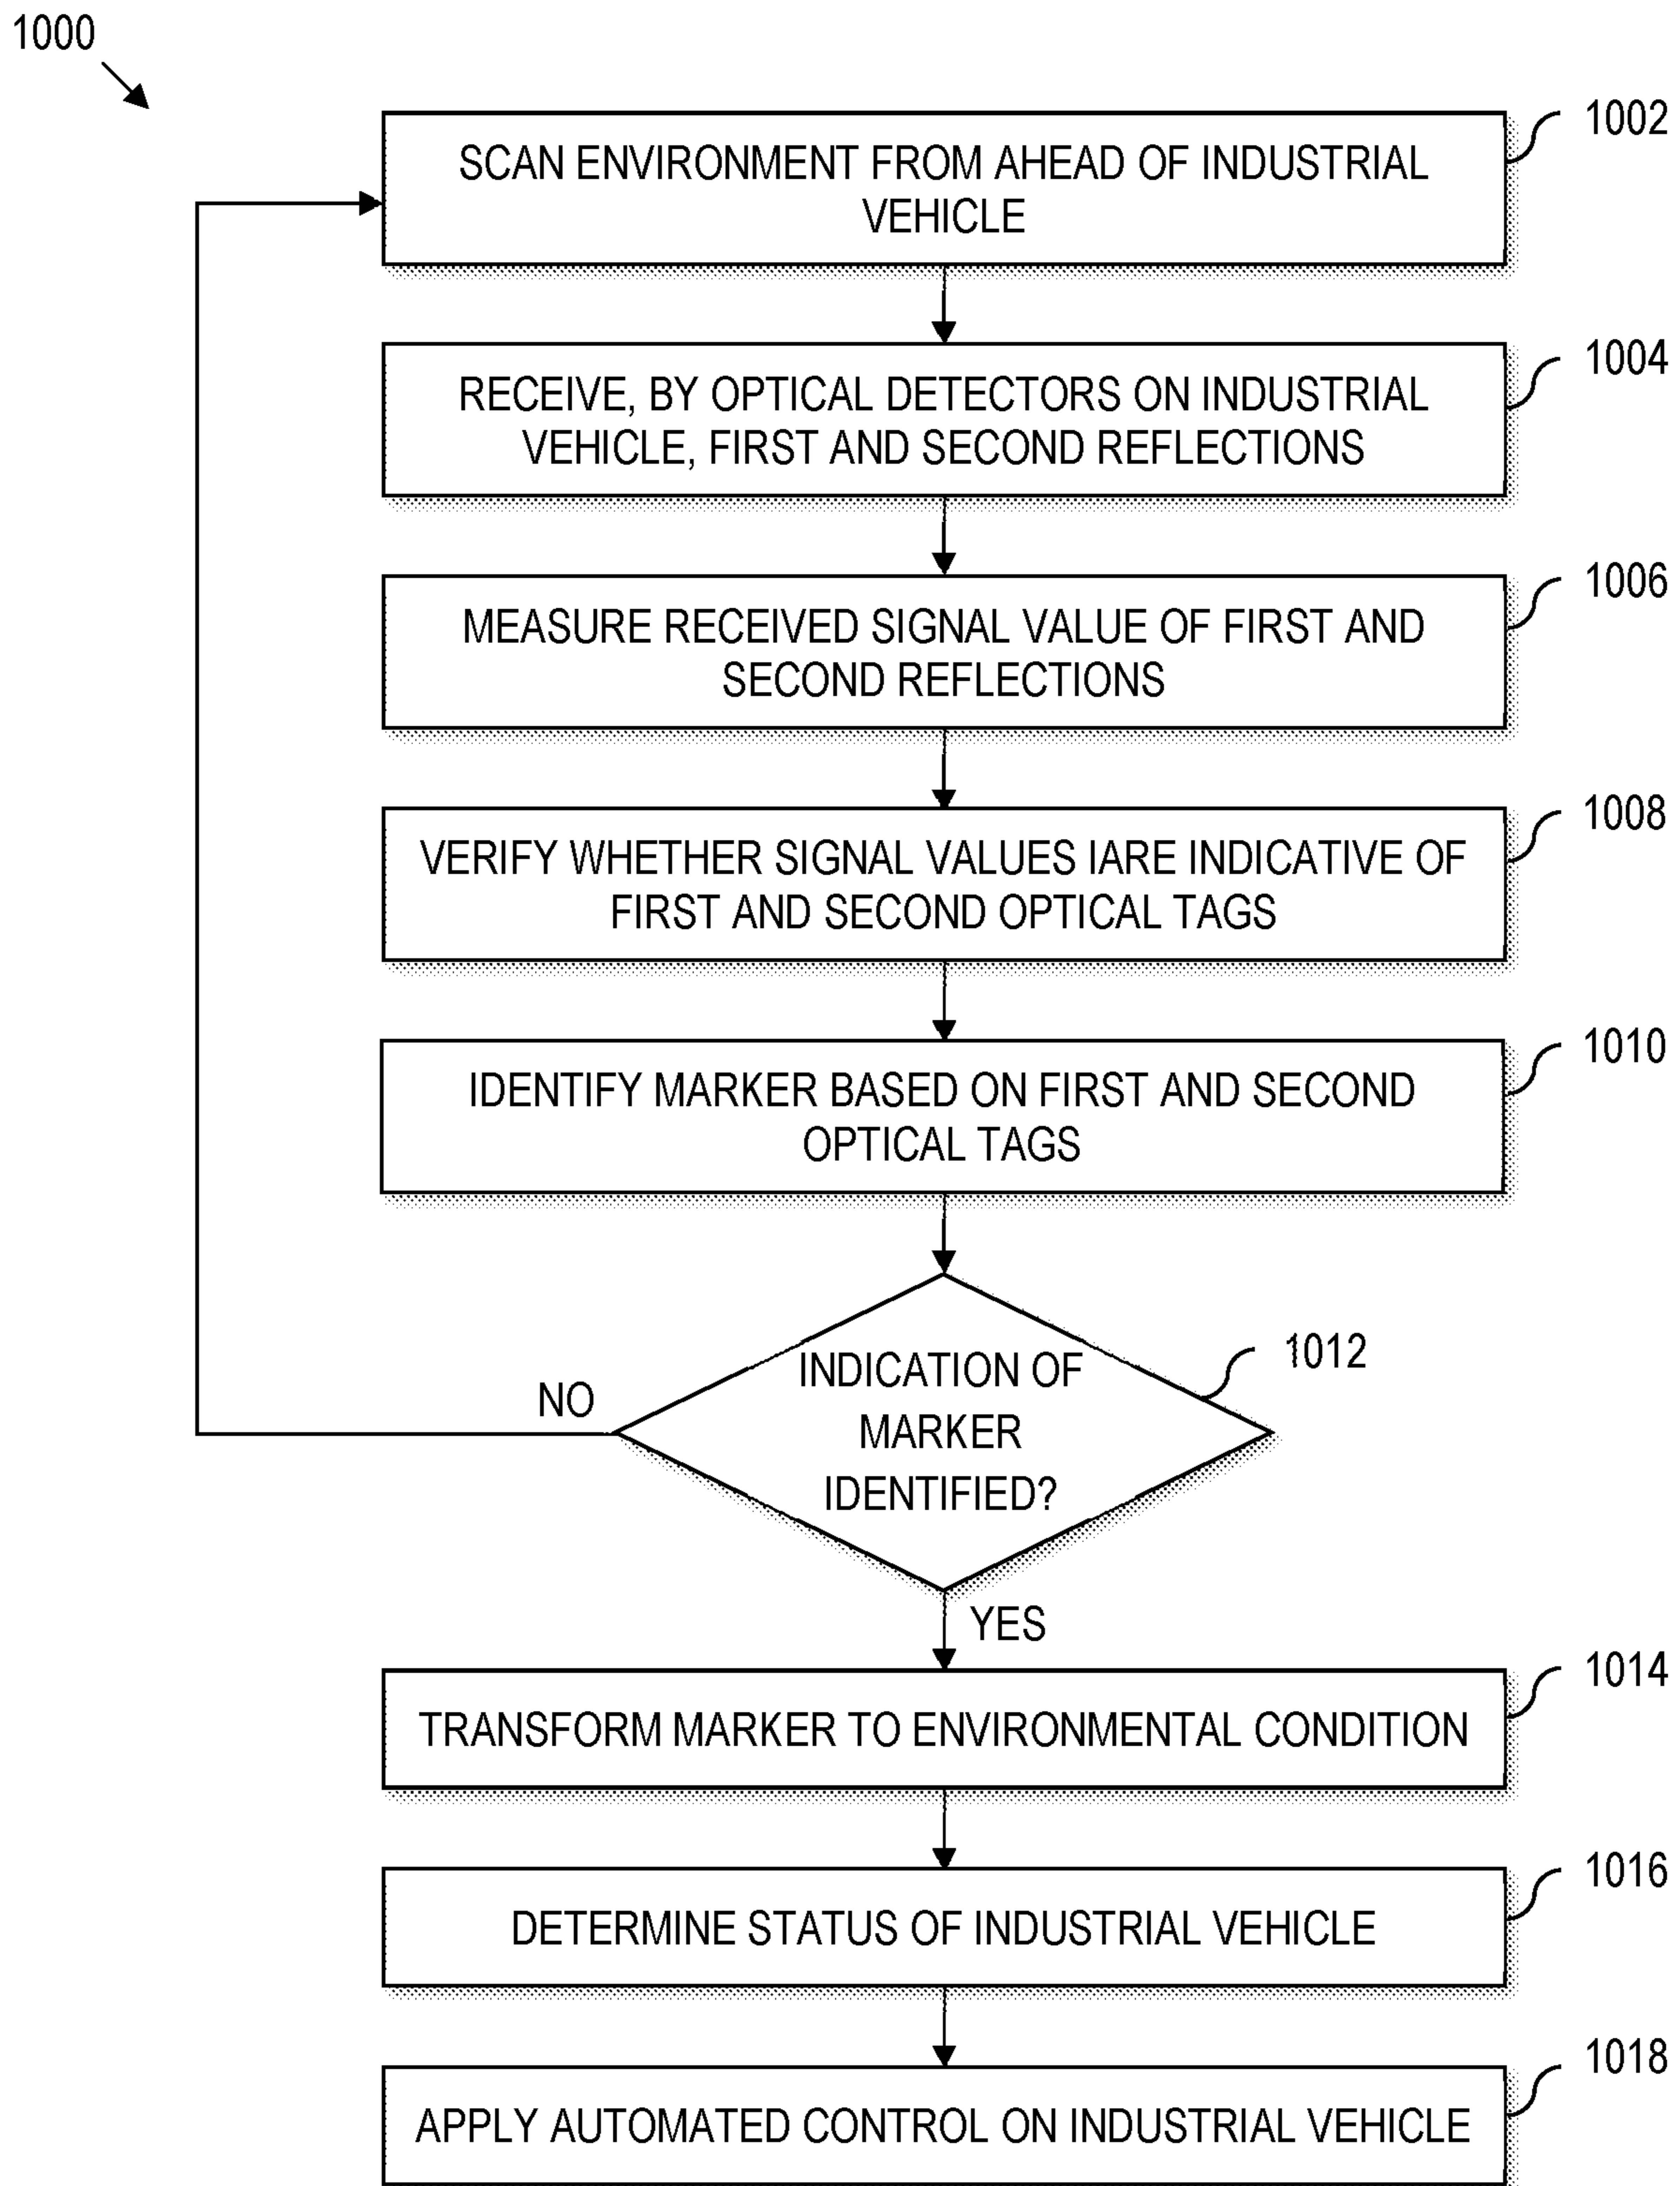 1000
SCAN ENVIRONMENT FROM AHEAD OF INDUSTRIAL
VEHICLE
1002
RECEIVE, BY OPTICAL DETECTORS ON INDUSTRIAL
VEHICLE, FIRST AND SECOND REFLECTIONS
1004
MEASURE RECEIVED SIGNAL VALUE OF FIRST AND
SECOND REFLECTIONS
1006
VERIFY WHETHER SIGNAL VALUES IARE INDICATIVE OF
FIRST AND SECOND OPTICAL TAGS
1008
IDENTIFY MARKER BASED ON FIRST AND SECOND
OPTICAL TAGS
1010
INDICATION OF
MARKER
IDENTIFIED?
1012
NO
YES
TRANSFORM MARKER TO ENVIRONMENTAL CONDITION
1014
DETERMINE STATUS OF INDUSTRIAL VEHICLE
1016
APPLY AUTOMATED CONTROL ON INDUSTRIAL VEHICLE
1018